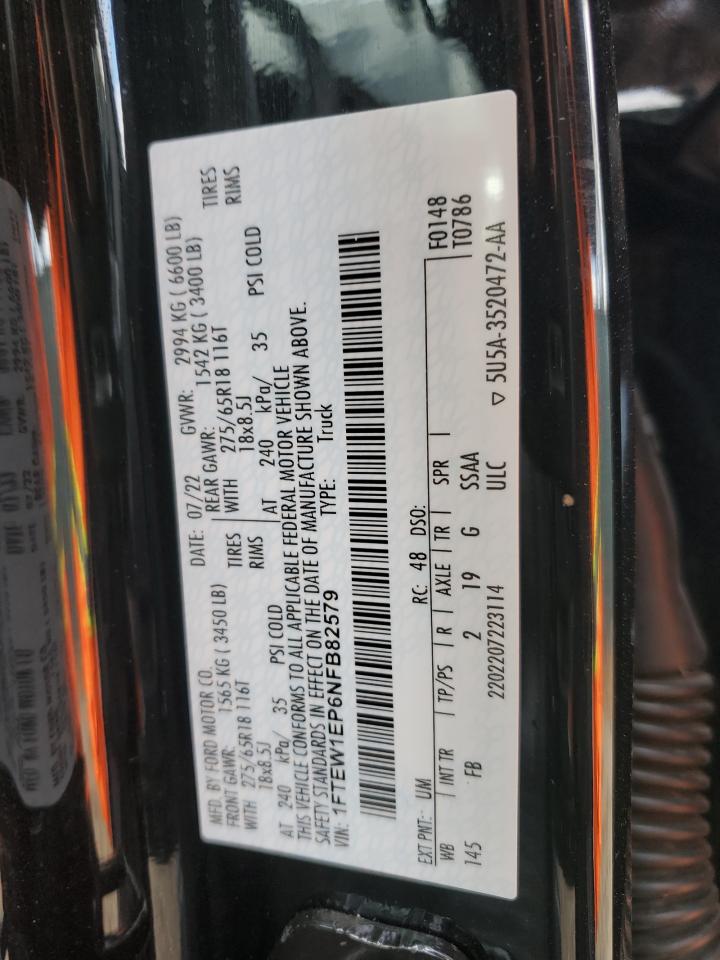 MFD. BY FORD MOTOR CO.
DATE: 07/22 GVWR: 2994 KG ( 6600 LB)
FRONT GAWR: 1565 KG ( 3450 LB)
REAR GAWR: 1542 KG ( 3400 LB)
WITH 275/65R18 116T TIRES
WITH 275/65R18 116T TIRES
18x8.5J RIMS
18x8.5J RIMS
AT 240 kPa/ 35 PSI COLD
AT 240 kPa/ 35 PSI COLD
THIS VEHICLE CONFORMS TO ALL APPLICABLE FEDERAL MOTOR VEHICLE
SAFETY STANDARDS IN EFFECT ON THE DATE OF MANUFACTURE SHOWN ABOVE.
VIN: 1FTEW1EP6NFB82579 TYPE: Truck
EXT PNT: UM RC: 48 DSO: F0148
WB INT TR TP/PS R AXLE TR SPR T0786
145 FB 2 19 G SSAA
2202207223114 ULC ▽ 5U5A-3520472-AA